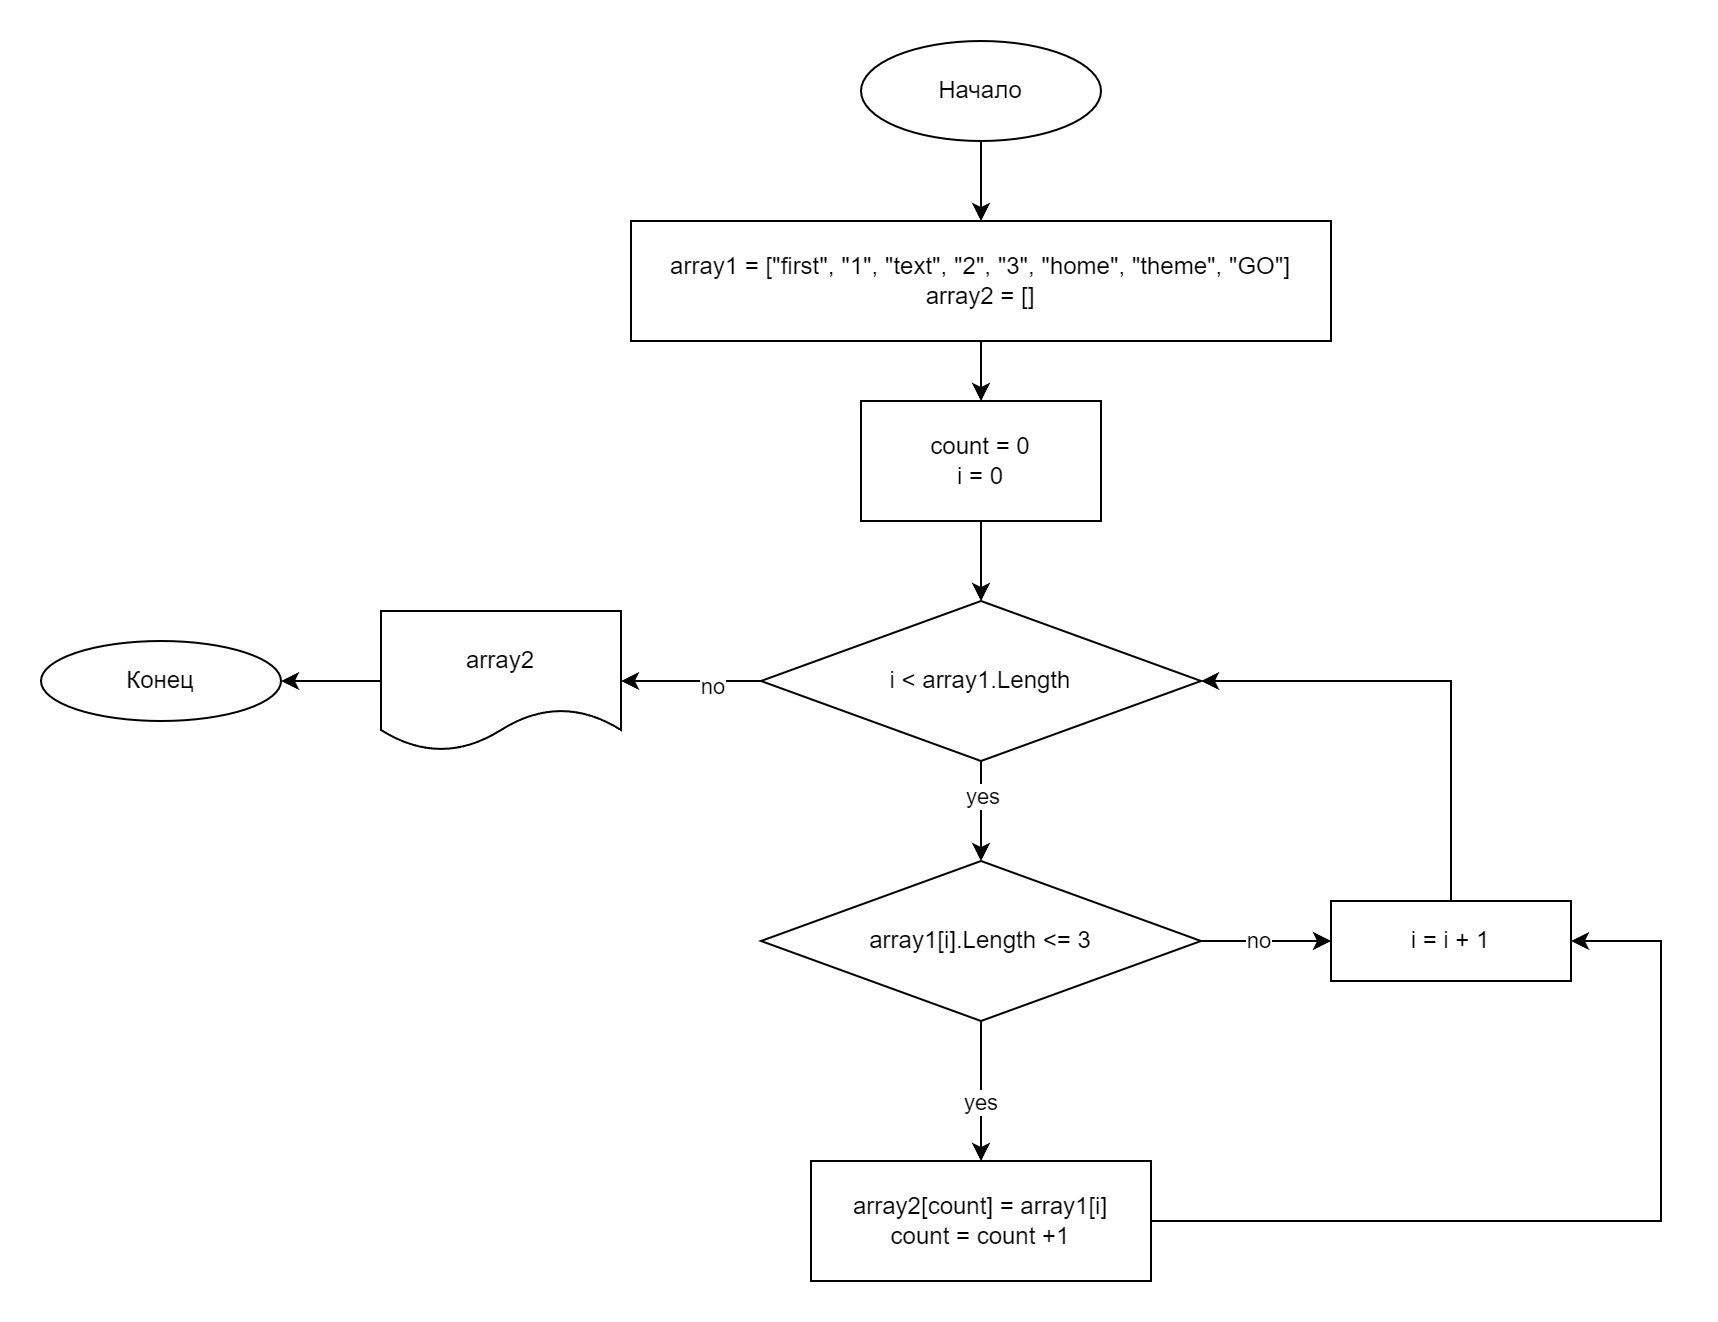 Начало
array1 = ["first", "1", "text", "2", "3", "home", "theme", "GO"]
array2 = []
count = 0
i = 0
i < array1.Length
no
array2
Конец
yes
array1[i].Length <= 3
no
i = i + 1
yes
array2[count] = array1[i]
count = count +1